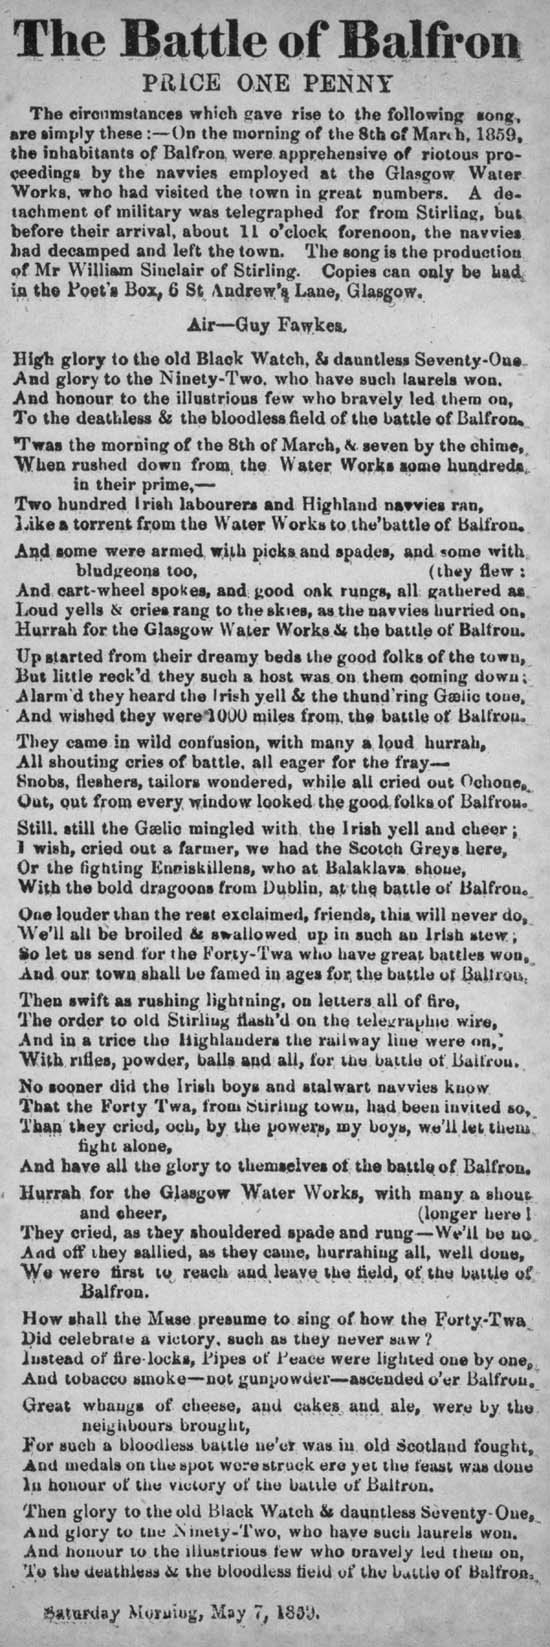 The Battle of Balfron
PRICE ONE PENNY
The circumstances which gave rise to the following song,
are simply these :—On the morning of the 8th of March, 1859,
the inhabitants of Balfron were apprehensive of riotous pro-
ceedings by the navvies employed at the Glasgow Water
Works, who had visited the town in great numbers. A de-
tachment of military was telegraphed for from Stirling, but
before their arrival, about 11 o'clock forenoon, the navvies
had decamped and left the town. The song is the production
of Mr William Sinclair of Stirling. Copies can only be had
in the Poet's Box, 6 St Andrew's Lane, Glasgow.
Air—Guy Fawkes.
High glory to the old Black Watch, & dauntless Seventy-One
And glory to the Ninety-Two, who have such laurels won.
And honour to the illustrious few who bravely led them on,
To the deathless & the bloodless field of the battle of Balfron.
'Twas the morning of the 8th of March, & seven by the chime,
When rushed down from the Water Works some hundreds
in their prime,—
Two hundred Irish labourers and Highland navvies ran,
Like a torrent from the Water Works to the battle of Balfron.
And some were armed with picks and spades, and some with
bludgeons too, (they flew :
And cart-wheel spokes, and good oak rungs, all gathered as
Loud yells & cries rang to the skies, as the navvies hurried on,
Hurrah for the Glasgow Water Works & the battle of Balfron.
Up started from their dreamy beds the good folks of the town,
But little reck'd they such a host was on them coming down;
Alarm'd they heard the Irish yell & the thund'ring Gælic tone,
And wished they were 1000 miles from the battle of Balfron.
They came in wild confusion, with many a loud hurrah,
All shouting cries of battle, all eager for the fray—
Snobs, fleshers, tailors wondered, while all cried out Ochone,
Out, out from every window looked the good folks of Balfron.
Still, still the Gælic mingled with the Irish yell and cheer ;
I wish, cried out a farmer, we had the Scotch Greys here,
Or the fighting Enniskillens, who at Balaklava shone,
With the bold dragoons from Dublin, at the battle of Balfron.
One louder than the rest exclaimed, friends, this will never do,
We'll all be broiled & swallowed up in such an Irish stew ;
So let us send for the Forty-Twa who have great battles won,
And our town shall be famed in ages for the battle of Balfron.
Then swift as rushing lightning, on letters all of fire,
The order to old Stirling flash'd on the telegraphic wire,
And in a trice the Highlanders the railway line were on,
With rifles, powder, balls and all, for the battle of Balfron.
No sooner did the Irish boys and stalwart navvies know
That the Forty Twa, from Stirling town, had been invited so,
Than they cried, och, by the powers, my boys, we'll let them
fight alone,
And have all the glory to themselves of the battle of Balfron.
Hurrah for the Glasgow Water Works, with many a shout
and cheer, (longer here !
They cried, as they shouldered spade and rung—We'll be no
And off they sallied, as they came, hurrahing all, well done,
We were first to reach and leave the field, of the battle of
Balfron.
How shall the Muse presume to sing of how the Forty-Twa
Did celebrate a victory, such as they never saw ?
Instead of fire-locks, Pipes of Peace were lighted one by one,
And tobacco smoke—not gunpowder—ascended o'er Balfron.
Great whangs of cheese, and cakes and ale, were by the
neighbours brought,
For such a bloodless battle ne'er was in old Scotland fought,
And medals on the spot were struck ere yet the feast was done
In honour of the victory of the battle of Balfron.
Then glory to the old Black Watch & dauntless Seventy-One,
And glory to the Ninety-Two, who have such laurels won.
And honour to the illustrious few who bravely led them on,
To the deathless & the bloodless field of the battle of Balfron.
Saturday Morning, May 7, 1859.